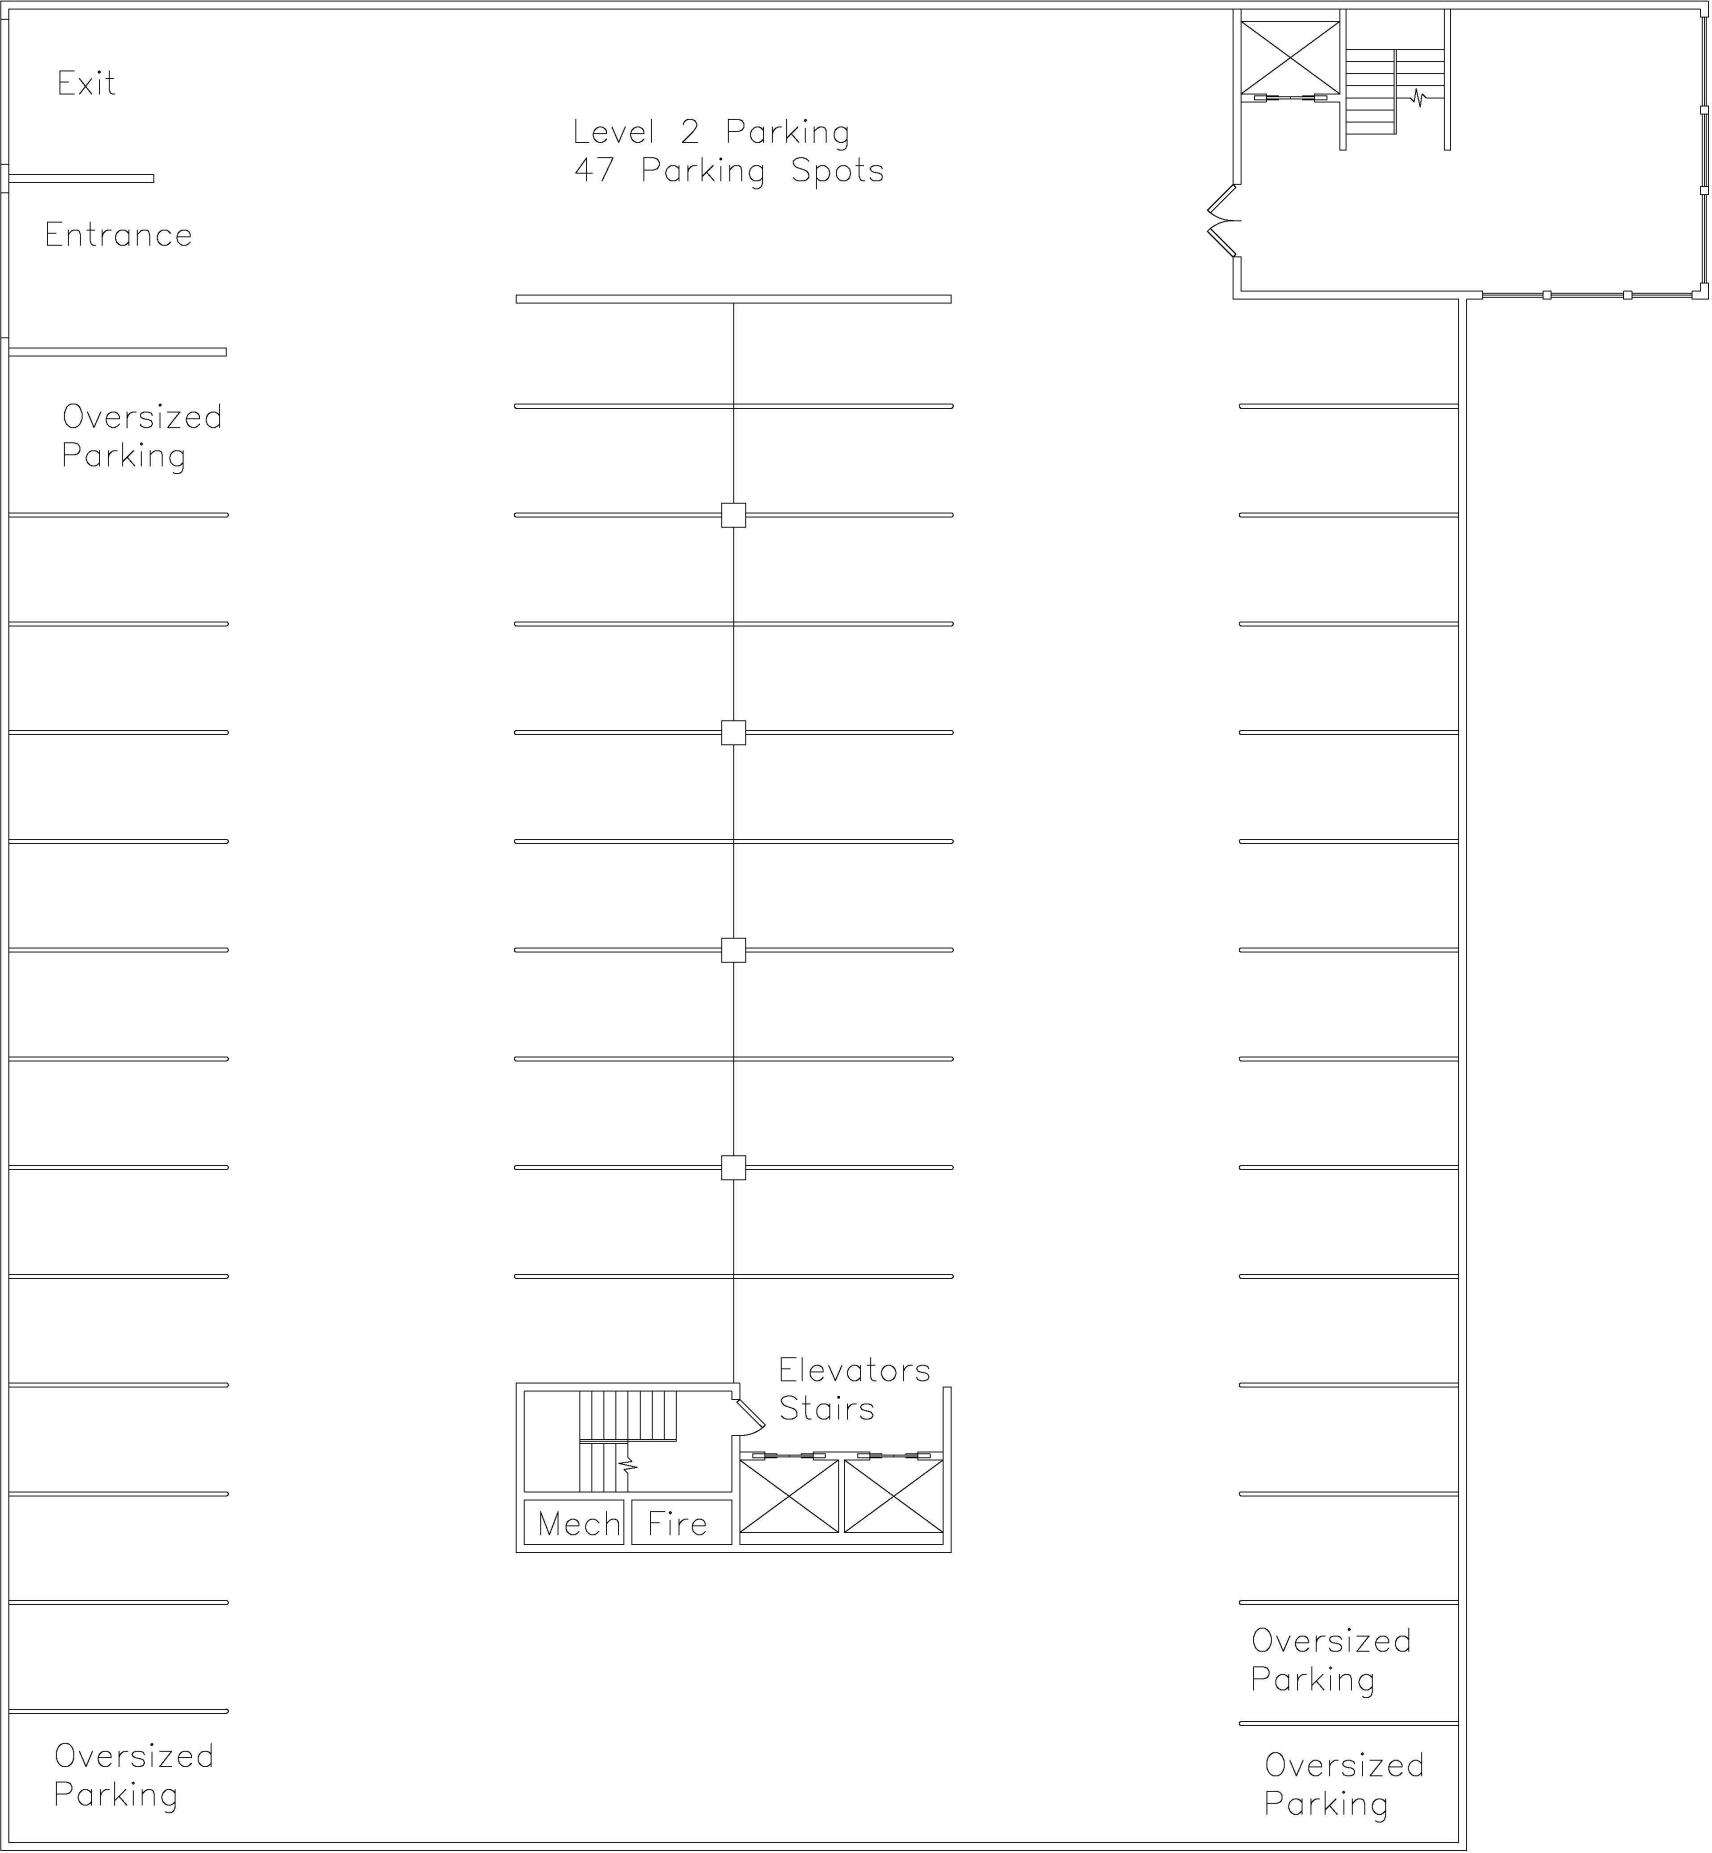 Exit
Level 2 Parking
47 Parking Spots
Entrance
Oversized
Parking
Elevators
Stairs
Mech
Fire
Oversized
Parking
Oversized
Parking
Oversized
Parking